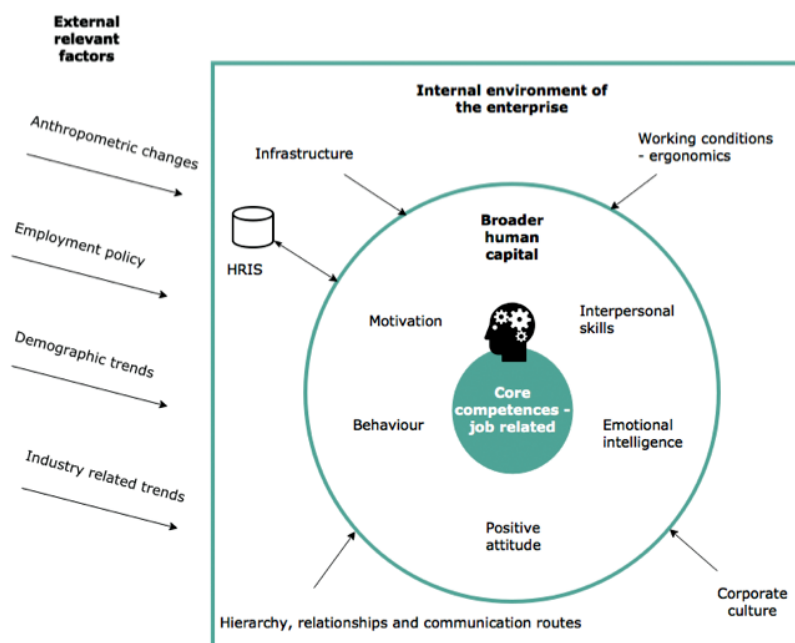 External
relevant
factors
Anthropometric changes
Employment policy
Demographic trends
Industry related trends
Internal environment of
the enterprise
Infrastructure
Working conditions
- ergonomics
HRIS
Broader
human
capital
Motivation
Interpersonal
skills
Core
competences -
job related
Behaviour
Emotional
intelligence
Positive
attitude
Hierarchy, relationships and communication routes
Corporate
culture